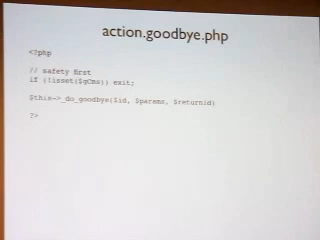 action.goodbye.php
<?php
// safety first
if (!isset($gCms)) exit;
$this->_do_goodbye($id, $params, $returnid)
?>